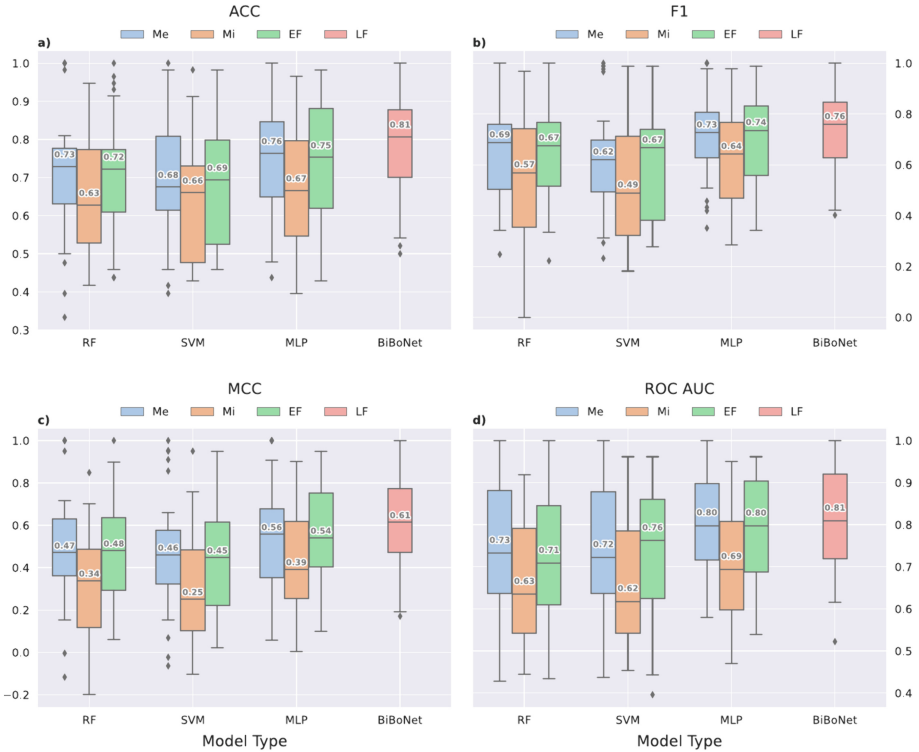 ACC
Me Mi EF LF
a)
1.0
0.9
0.8
0.7
0.6
0.5
0.4
0.3
0.73 0.63 0.72 0.68 0.66 0.69 0.76 0.67 0.75 0.81
RF SVM MLP BiBoNet
F1
Me Mi EF LF
b)
1.0
0.8
0.6
0.4
0.2
0.0
0.69 0.57 0.67 0.62 0.49 0.67 0.73 0.64 0.74 0.76
RF SVM MLP BiBoNet
MCC
Me Mi EF LF
c)
1.0
0.8
0.6
0.4
0.2
0.0
−0.2
0.47 0.34 0.48 0.46 0.25 0.45 0.56 0.39 0.54 0.61
RF SVM MLP BiBoNet
Model Type
ROC AUC
Me Mi EF LF
d)
1.0
0.9
0.8
0.7
0.6
0.5
0.4
0.73 0.63 0.71 0.72 0.62 0.76 0.80 0.69 0.80 0.81
RF SVM MLP BiBoNet
Model Type